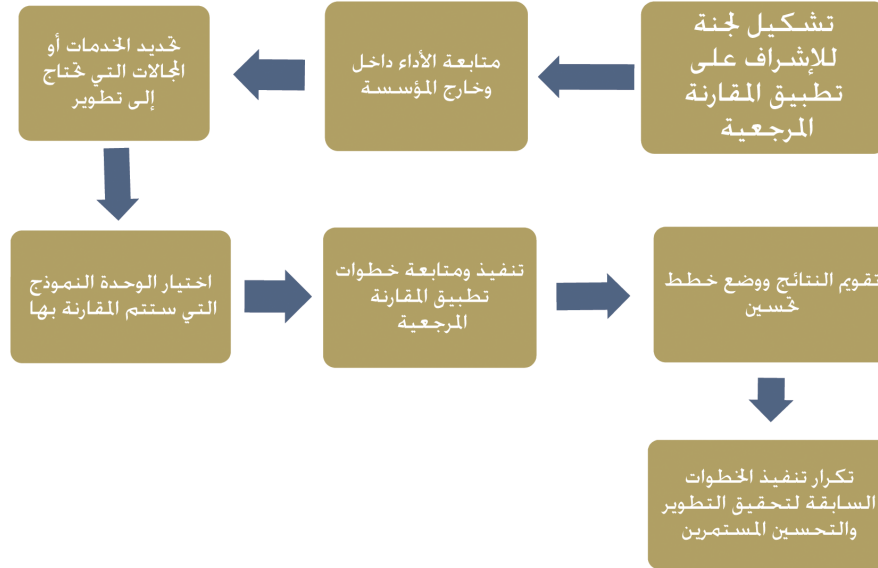 تشكيل لجنة
للإشراف على
تطبيق المقارنة
المرجعية
متابعة الأداء داخل
وخارج المؤسسة
تحديد الخدمات أو
المجالات التي تحتاج
إلى تطوير
اختيار الوحدة النموذج
التي ستتم المقارنة بها
تنفيذ ومتابعة خطوات
تطبيق المقارنة
المرجعية
تقويم النتائج ووضع خطط
تحسين
تكرار تنفيذ الخطوات
السابقة لتحقيق التطوير
والتحسين المستمرين